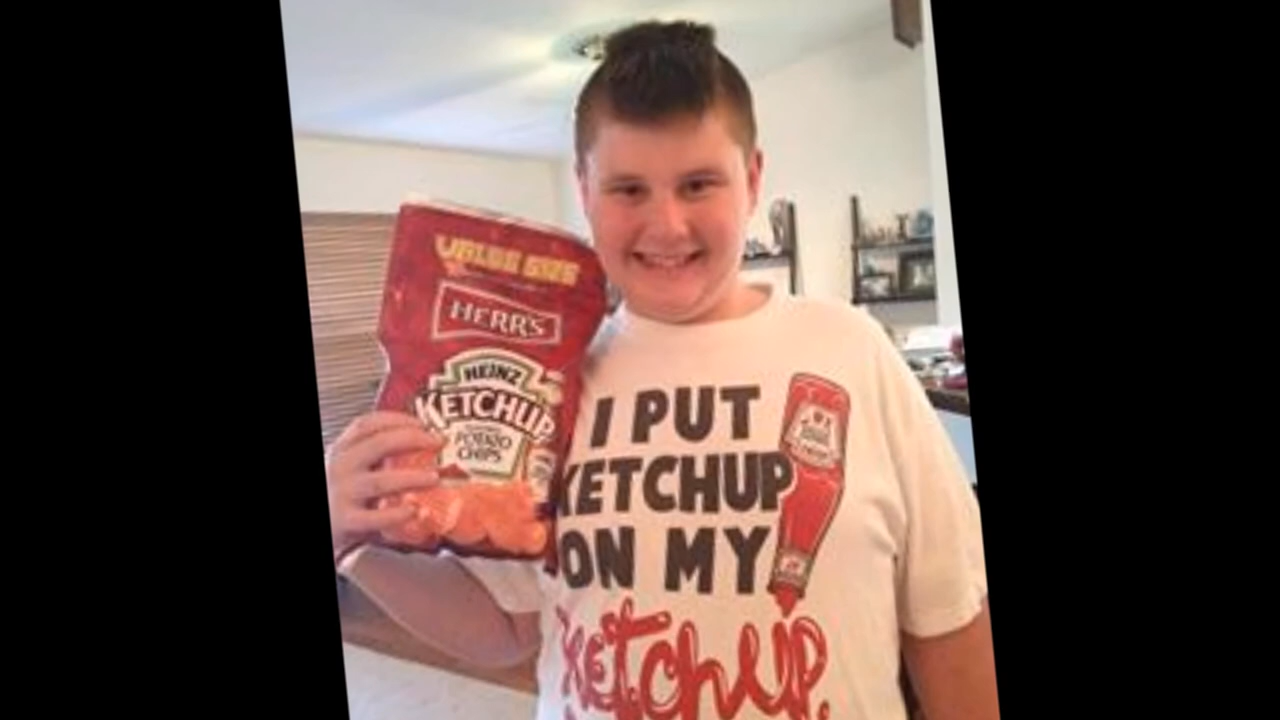 VALUE SIZE
HERR'S
HEINZ
KETCHUP
POTATO
CHIPS
I PUT
KETCHUP
ON MY
Ketchup